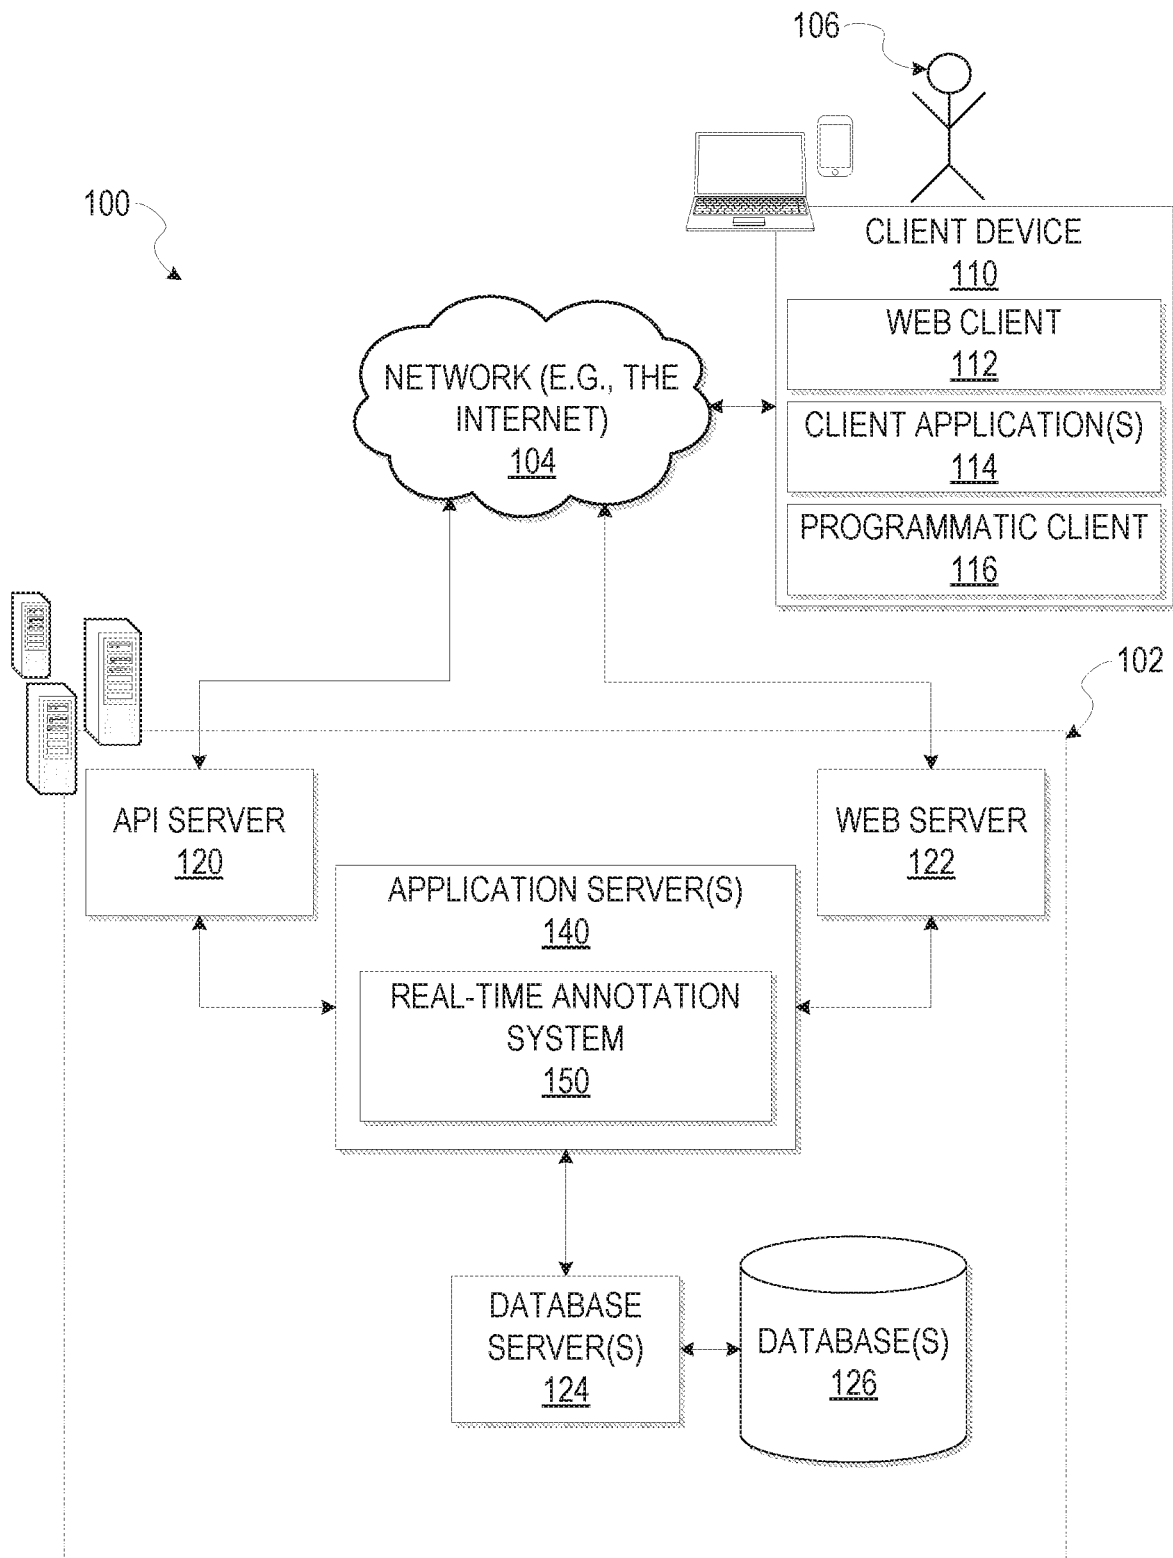 106
100
CLIENT DEVICE
110
WEB CLIENT
112
CLIENT APPLICATION(S)
114
PROGRAMMATIC CLIENT
116
NETWORK (E.G., THE
INTERNET)
104
102
API SERVER
120
WEB SERVER
122
APPLICATION SERVER(S)
140
REAL-TIME ANNOTATION
SYSTEM
150
DATABASE
SERVER(S)
124
DATABASE(S)
126